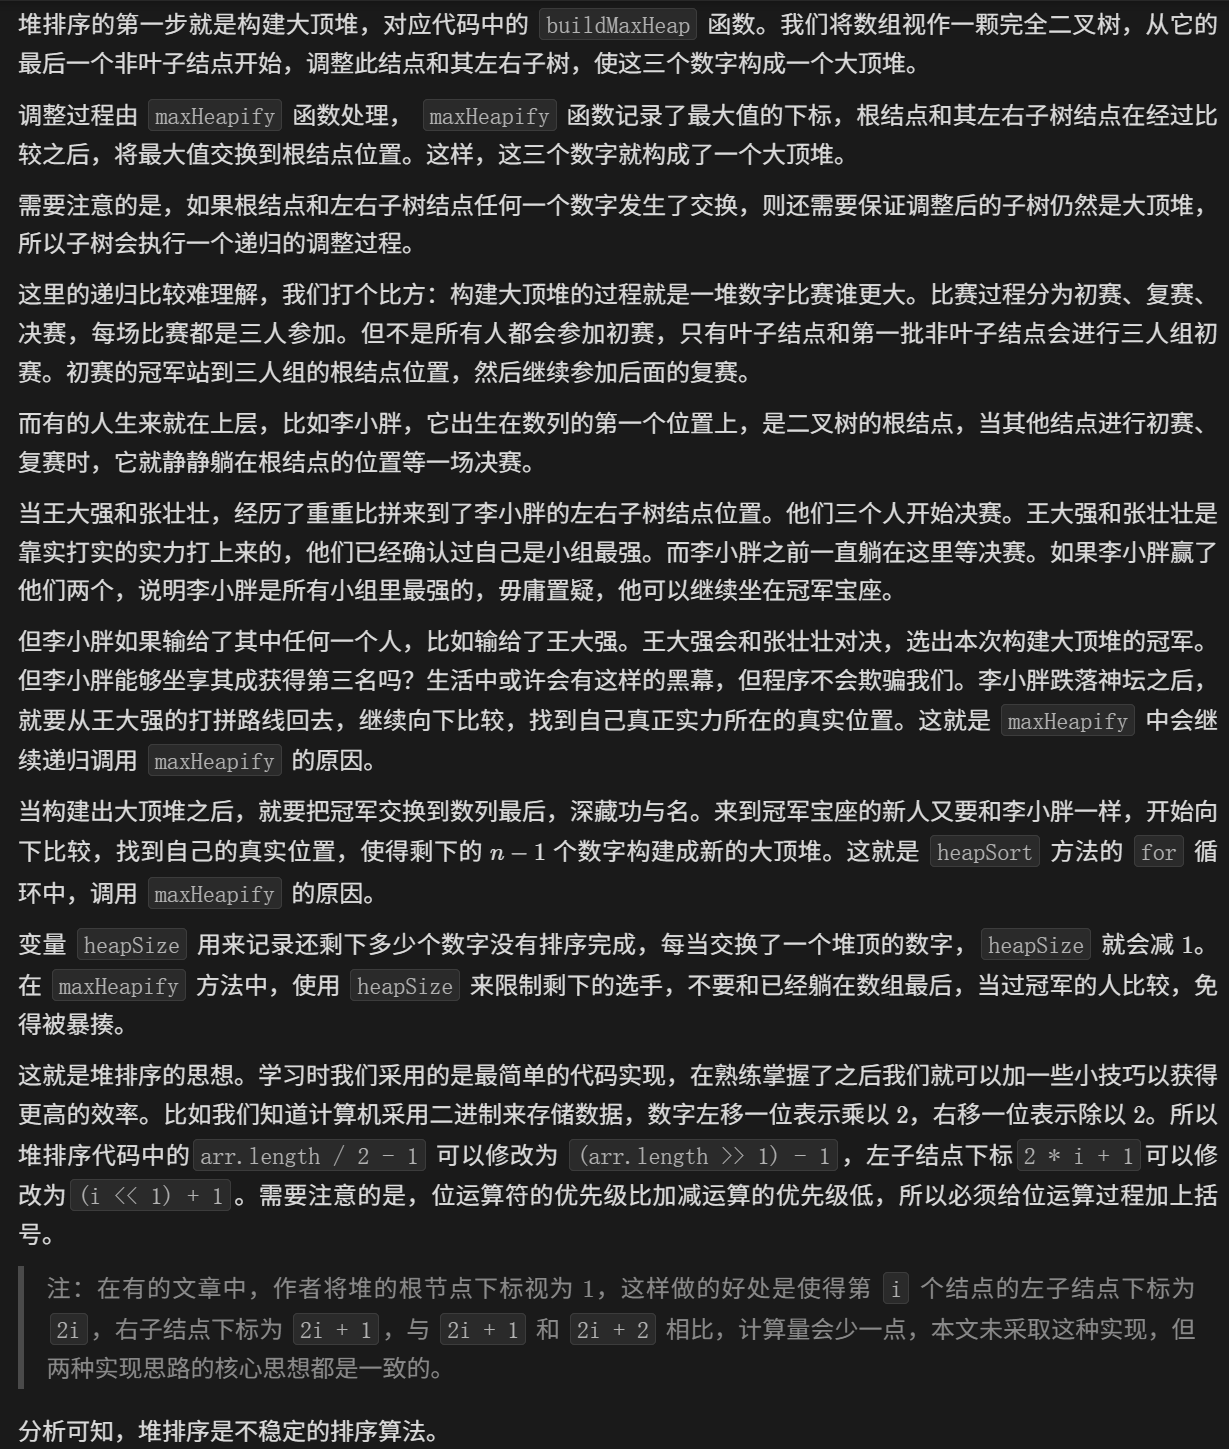 堆排序的第一步就是构建大顶堆，对应代码中的 buildMaxHeap 函数。我们将数组视作一颗完全二叉树，从它的
最后一个非叶子结点开始，调整此结点和其左右子树，使这三个数字构成一个大顶堆。
调整过程由 maxHeapify 函数处理， maxHeapify 函数记录了最大值的下标，根结点和其左右子树结点在经过比
较之后，将最大值交换到根结点位置。这样，这三个数字就构成了一个大顶堆。
需要注意的是，如果根结点和左右子树结点任何一个数字发生了交换，则还需要保证调整后的子树仍然是大顶堆，
所以子树会执行一个递归的调整过程。
这里的递归比较难理解，我们打个比方：构建大顶堆的过程就是一堆数字比赛谁更大。比赛过程分为初赛、复赛、
决赛，每场比赛都是三人参加。但不是所有人都会参加初赛，只有叶子结点和第一批非叶子结点会进行三人组初
赛。初赛的冠军站到三人组的根结点位置，然后继续参加后面的复赛。
而有的人生来就在上层，比如李小胖，它出生在数列的第一个位置上，是二叉树的根结点，当其他结点进行初赛、
复赛时，它就静静躺在根结点的位置等一场决赛。
当王大强和张壮壮，经历了重重比拼来到了李小胖的左右子树结点位置。他们三个人开始决赛。王大强和张壮壮是
靠实打实的实力打上来的，他们已经确认过自己是小组最强。而李小胖之前一直躺在这里等决赛。如果李小胖赢了
他们两个，说明李小胖是所有小组里最强的，毋庸置疑，他可以继续坐在冠军宝座。
但李小胖如果输给了其中任何一个人，比如输给了王大强。王大强会和张壮壮对决，选出本次构建大顶堆的冠军。
但李小胖能够坐享其成获得第三名吗？生活中或许会有这样的黑幕，但程序不会欺骗我们。李小胖跌落神坛之后，
就要从王大强的打拼路线回去，继续向下比较，找到自己真正实力所在的真实位置。这就是 maxHeapify 中会继
续递归调用 maxHeapify 的原因。
当构建出大顶堆之后，就要把冠军交换到数列最后，深藏功与名。来到冠军宝座的新人又要和李小胖一样，开始向
下比较，找到自己的真实位置，使得剩下的 n − 1 个数字构建成新的大顶堆。这就是 heapSort 方法的 for 循
环中，调用 maxHeapify 的原因。
变量 heapSize 用来记录还剩下多少个数字没有排序完成，每当交换了一个堆顶的数字， heapSize 就会减 1。
在 maxHeapify 方法中，使用 heapSize 来限制剩下的选手，不要和已经躺在数组最后，当过冠军的人比较，免
得被暴揍。
这就是堆排序的思想。学习时我们采用的是最简单的代码实现，在熟练掌握了之后我们就可以加一些小技巧以获得
更高的效率。比如我们知道计算机采用二进制来存储数据，数字左移一位表示乘以 2，右移一位表示除以 2。所以
堆排序代码中的 arr.length / 2 - 1 可以修改为 (arr.length >> 1) - 1 ，左子结点下标 2 * i + 1 可以修
改为 (i << 1) + 1 。需要注意的是，位运算符的优先级比加减运算的优先级低，所以必须给位运算过程加上括
号。
注：在有的文章中，作者将堆的根节点下标视为 1，这样做的好处是使得第 i 个结点的左子结点下标为
2i ，右子结点下标为 2i + 1 ，与 2i + 1 和 2i + 2 相比，计算量会少一点，本文未采取这种实现，但
两种实现思路的核心思想都是一致的。
分析可知，堆排序是不稳定的排序算法。